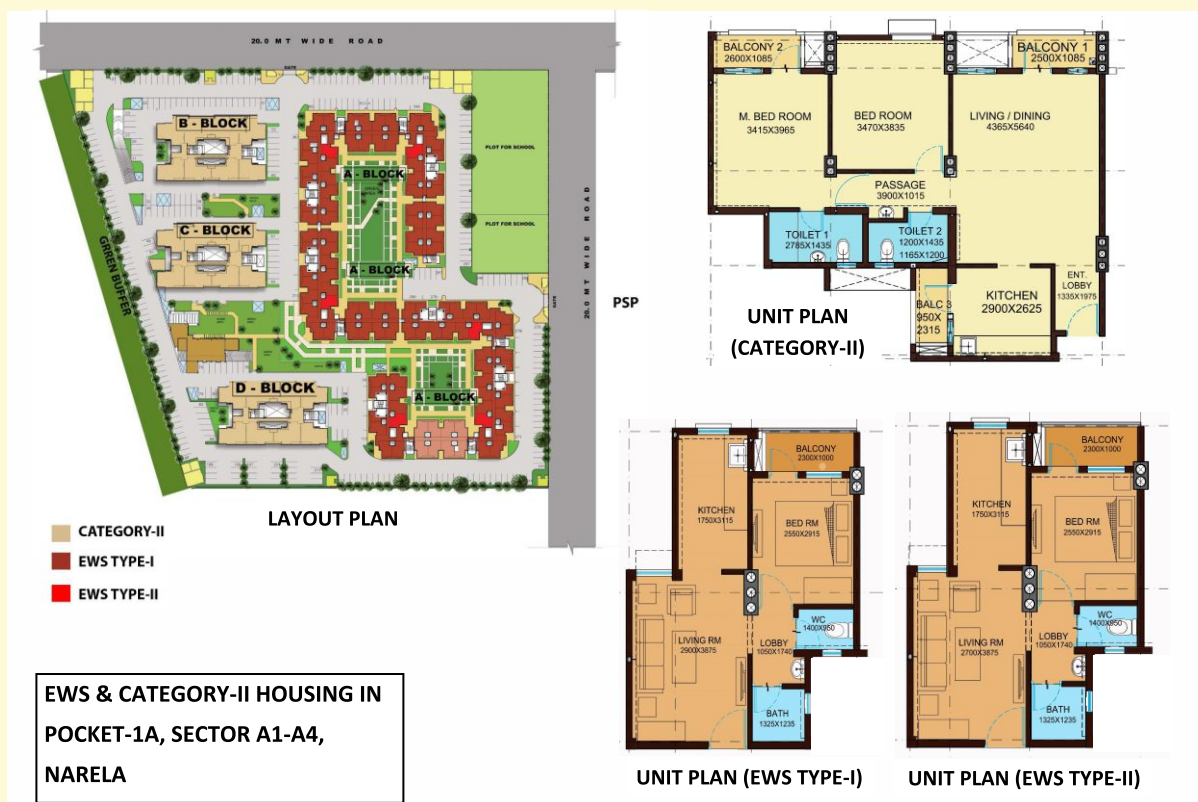 20.0 MT WIDE ROAD
GATE
B - BLOCK
A - BLOCK
PLOT FOR SCHOOL
PLOT FOR SCHOOL
C - BLOCK
A - BLOCK
GRREN BUFFER
GATE
20.0 MT WIDE ROAD
PSP
D - BLOCK
A - BLOCK
LAYOUT PLAN
CATEGORY-II
EWS TYPE-I
EWS TYPE-II
EWS & CATEGORY-II HOUSING IN
POCKET-1A, SECTOR A1-A4,
NARELA
BALCONY 2
2600X1085
BALCONY 1
2500X1085
M. BED ROOM
3415X3965
BED ROOM
3470X3835
LIVING / DINING
4365X5640
PASSAGE
3900X1015
TOILET 1
2785X1435
TOILET 2
1200X1435
1165X1200
BALC 3
950X
2315
KITCHEN
2900X2625
ENT.
LOBBY
1335X1975
UNIT PLAN
(CATEGORY-II)
BALCONY
2300X1000
KITCHEN
1750X3115
BED RM
2550X2915
WC
1400X950
LIVING RM
2900X3875
LOBBY
1050X1740
BATH
1325X1235
UNIT PLAN (EWS TYPE-I)
BALCONY
2300X1000
KITCHEN
1750X3115
BED RM
2550X2915
WC
1400X950
LIVING RM
2700X3875
LOBBY
1050X1740
BATH
1325X1235
UNIT PLAN (EWS TYPE-II)